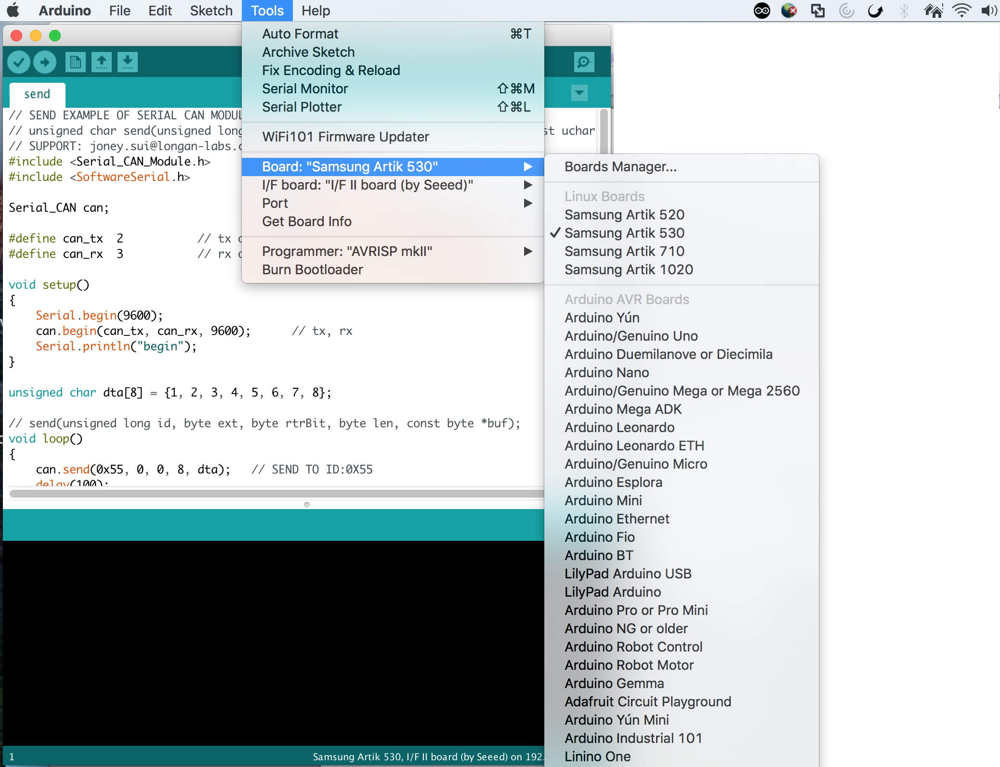 Arduino File Edit Sketch Tools Help
Auto Format ⌘T
Archive Sketch
Fix Encoding & Reload
Serial Monitor ⇧⌘M
Serial Plotter ⇧⌘L
WiFi101 Firmware Updater
Board: "Samsung Artik 530"
I/F board: "I/F II board (by Seeed)"
Port
Get Board Info
Programmer: "AVRISP mkII"
Burn Bootloader
Boards Manager...
Linux Boards
Samsung Artik 520
✓ Samsung Artik 530
Samsung Artik 710
Samsung Artik 1020
Arduino AVR Boards
Arduino Yún
Arduino/Genuino Uno
Arduino Duemilanove or Diecimila
Arduino Nano
Arduino/Genuino Mega or Mega 2560
Arduino Mega ADK
Arduino Leonardo
Arduino Leonardo ETH
Arduino/Genuino Micro
Arduino Esplora
Arduino Mini
Arduino Ethernet
Arduino Fio
Arduino BT
LilyPad Arduino USB
LilyPad Arduino
Arduino Pro or Pro Mini
Arduino NG or older
Arduino Robot Control
Arduino Robot Motor
Arduino Gemma
Adafruit Circuit Playground
Arduino Yún Mini
Arduino Industrial 101
Linino One
send
// SEND EXAMPLE OF SERIAL CAN MODUL
// unsigned char send(unsigned long st uchar
// SUPPORT: joney.sui@longan-labs.c
#include <Serial_CAN_Module.h>
#include <SoftwareSerial.h>
Serial_CAN can;
#define can_tx 2 // tx
#define can_rx 3 // rx
void setup()
{
Serial.begin(9600);
can.begin(can_tx, can_rx, 9600); // tx, rx
Serial.println("begin");
}
unsigned char dta[8] = {1, 2, 3, 4, 5, 6, 7, 8};
// send(unsigned long id, byte ext, byte rtrBit, byte len, const byte *buf);
void loop()
{
can.send(0x55, 0, 0, 8, dta); // SEND TO ID:0X55
delay(100);
1 Samsung Artik 530, I/F II board (by Seeed) on 192.